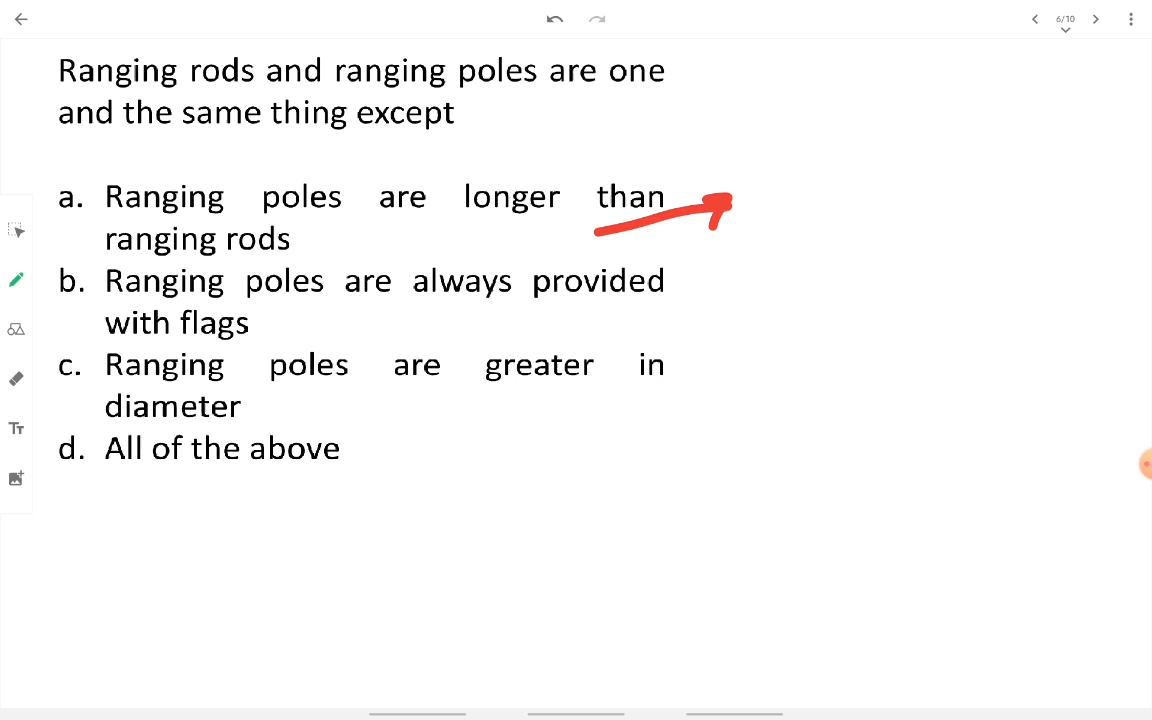 6/10
Ranging rods and ranging poles are one
and the same thing except
a. Ranging poles are longer than
ranging rods
b. Ranging poles are always provided
with flags
c. Ranging poles are greater in
diameter
d. All of the above
Tт